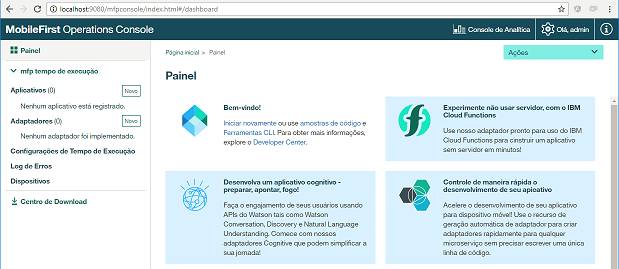 localhost:9080/mfpconsole/index.html#/dashboard
MobileFirst Operations Console
Console de Analítica
Olá, admin
Painel
mfp tempo de execução
Aplicativos (0)
Novo
Nenhum aplicativo está registrado.
Adaptadores (0)
Novo
Nenhum adaptador foi implementado.
Configurações de Tempo de Execução
Log de Erros
Dispositivos
Centro de Download
Página inicial > Painel
Ações
Painel
Bem-vindo!
Iniciar novamente ou use amostras de código e
Ferramentas CLI. Para obter mais informações,
explore o Developer Center.
Experimente não usar servidor, com o IBM
Cloud Functions
Use nosso adaptador pronto para uso do IBM
Cloud Functions para cinstruir um aplicativo
sem servidor em minutos!
Desenvolva um aplicativo cognitivo -
preparar, apontar, fogo!
Faça o engajamento de seus usuários usando
APIs do Watson tais como Watson
Conversation, Discovery e Natural Language
Understanding. Comece com nossos
adaptadores Cognitive que podem simplificar a
sua jornada!
Controle de maneira rápida o
desenvolvimento de seu apicativo
Acelere o desenvolvimento de seu aplicativo
para dispositivo móvel! Use o recurso de
geração automática de adaptador para criar
adaptadores rapidamente para qualquer
microserviço sem precisar escrever uma única
linha de código.